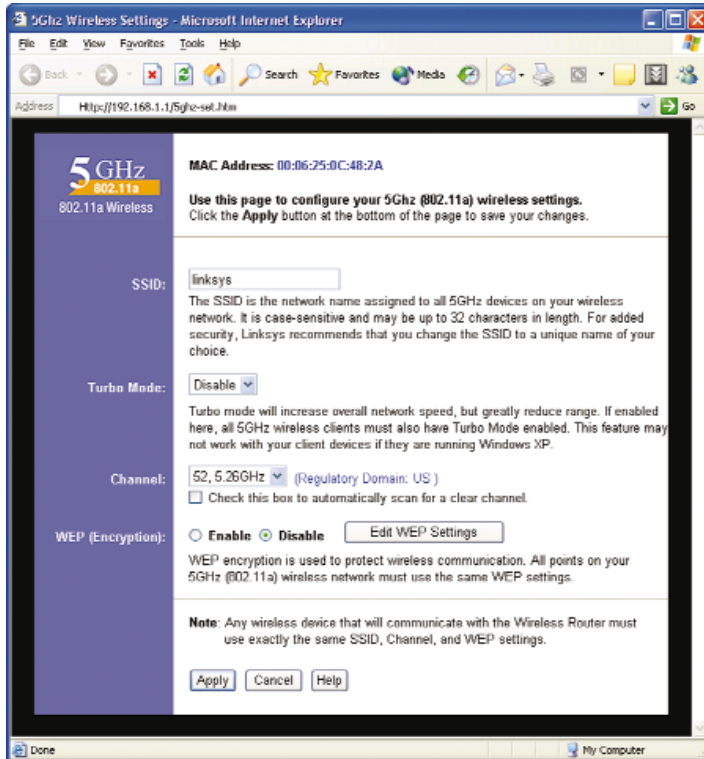 5Ghz Wireless Settings - Microsoft Internet Explorer
File Edit View Favorites Tools Help
Back Search Favorites Media
Address Http://192.168.1.1/5ghz-set.htm Go
5 GHz
802.11a
802.11a Wireless
MAC Address: 00:06:25:0C:48:2A
Use this page to configure your 5Ghz (802.11a) wireless settings.
Click the Apply button at the bottom of the page to save your changes.
SSID: linksys
The SSID is the network name assigned to all 5GHz devices on your wireless
network. It is case-sensitive and may be up to 32 characters in length. For added
security, Linksys recommends that you change the SSID to a unique name of your
choice.
Turbo Mode: Disable
Turbo mode will increase overall network speed, but greatly reduce range. If enabled
here, all 5GHz wireless clients must also have Turbo Mode enabled. This feature may
not work with your client devices if they are running Windows XP.
Channel: 52, 5.26GHz (Regulatory Domain: US )
Check this box to automatically scan for a clear channel.
WEP (Encryption): Enable Disable Edit WEP Settings
WEP encryption is used to protect wireless communication. All points on your
5GHz (802.11a) wireless network must use the same WEP settings.
Note: Any wireless device that will communicate with the Wireless Router must
use exactly the same SSID, Channel, and WEP settings.
Apply Cancel Help
Done My Computer